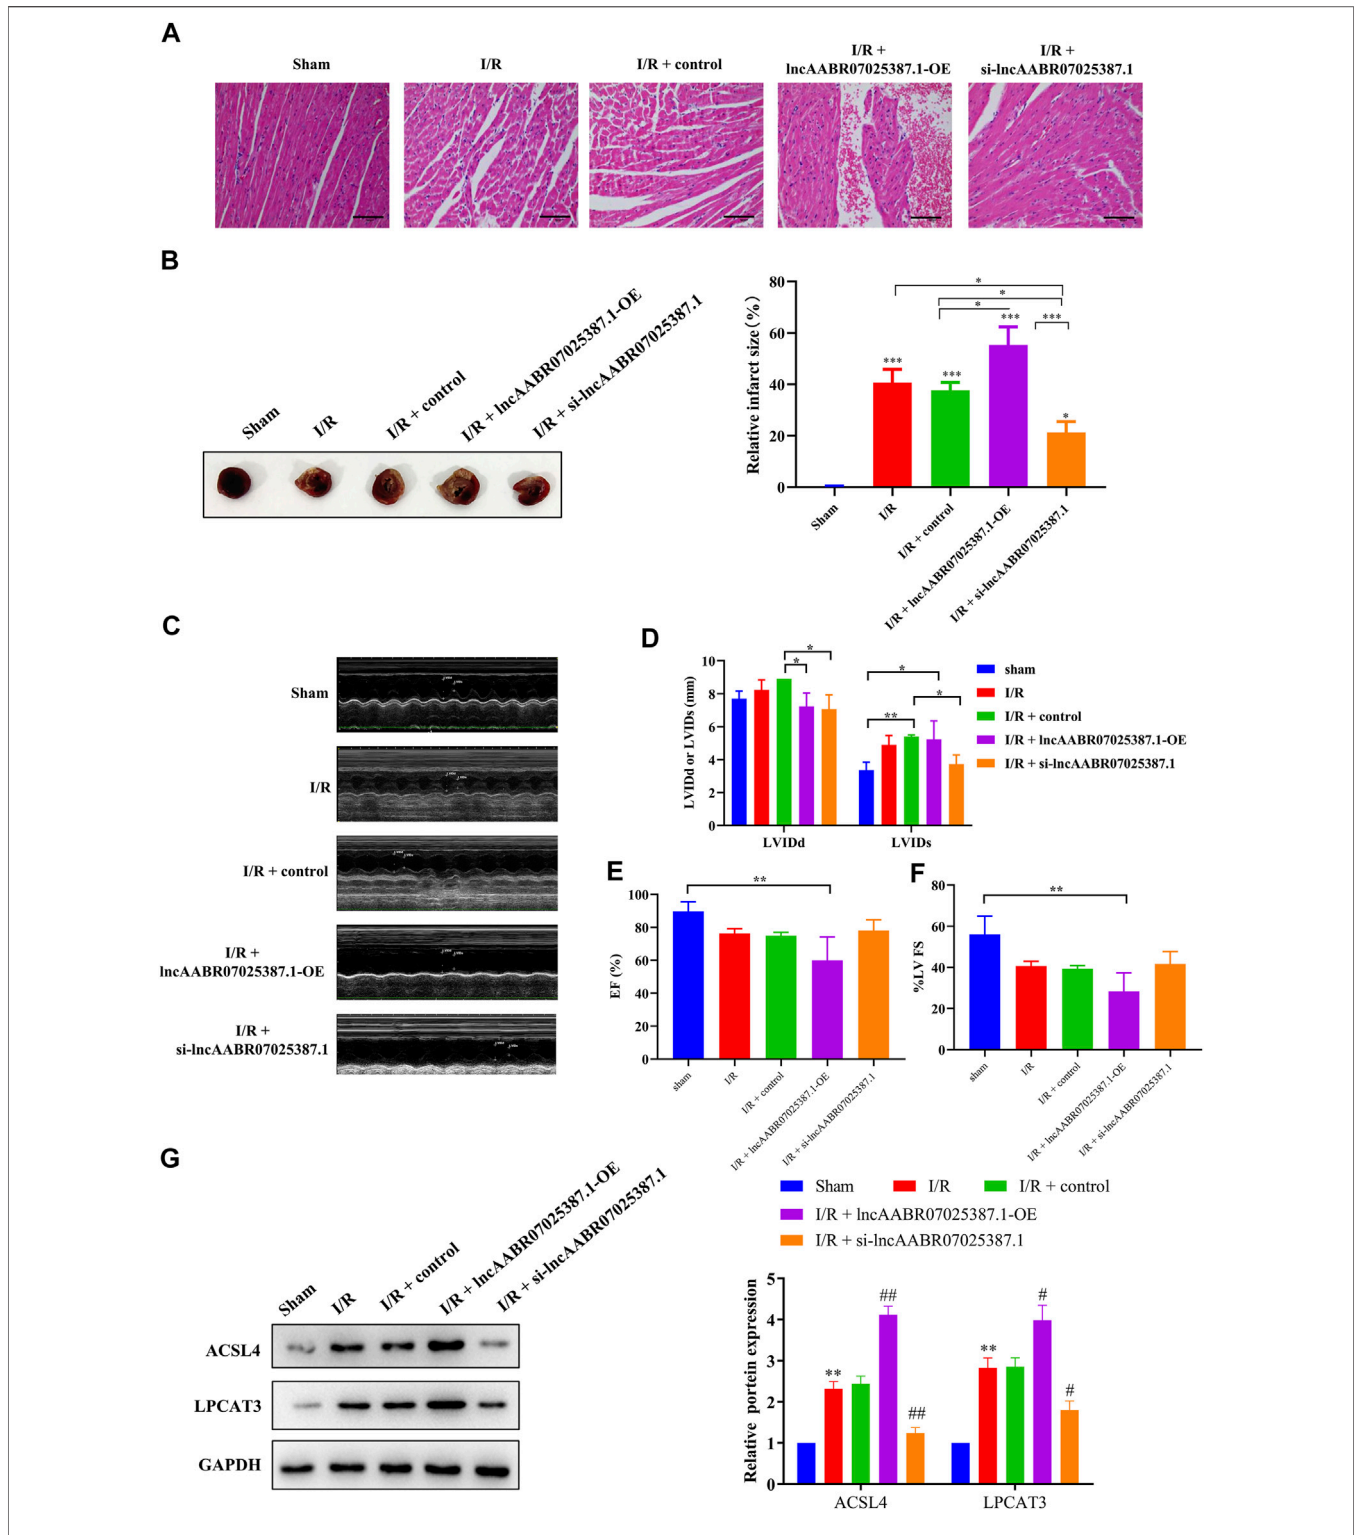 A
Sham
I/R
I/R + control
I/R +
lncAABR07025387.1-OE
I/R +
si-lncAABR07025387.1
B
Sham
I/R
I/R + control
I/R + lncAABR07025387.1-OE
I/R + si-lncAABR07025387.1
Relative infarct size(%)
80
60
40
20
0
*
*
*
***
***
***
***
*
Sham
I/R
I/R + control
I/R + lncAABR07025387.1-OE
I/R + si-lncAABR07025387.1
C
Sham
I/R
I/R + control
I/R +
lncAABR07025387.1-OE
I/R +
si-lncAABR07025387.1
D
LVIDd or LVIDs (mm)
10
8
6
4
2
0
*
*
*
*
**
LVIDd
LVIDs
sham
I/R
I/R + control
I/R + lncAABR07025387.1-OE
I/R + si-lncAABR07025387.1
E
EF (%)
100
80
60
40
20
0
**
sham
I/R
I/R + control
I/R + lncAABR07025387.1-OE
I/R + si-lncAABR07025387.1
F
%LV FS
80
60
40
20
0
**
sham
I/R
I/R + control
I/R + lncAABR07025387.1-OE
I/R + si-lncAABR07025387.1
G
Sham
I/R
I/R + control
I/R + lncAABR07025387.1-OE
I/R + si-lncAABR07025387.1
ACSL4
LPCAT3
GAPDH
Sham
I/R
I/R + control
I/R + lncAABR07025387.1-OE
I/R + si-lncAABR07025387.1
Relative portein expression
5
4
3
2
1
0
**
##
##
**
#
#
ACSL4
LPCAT3